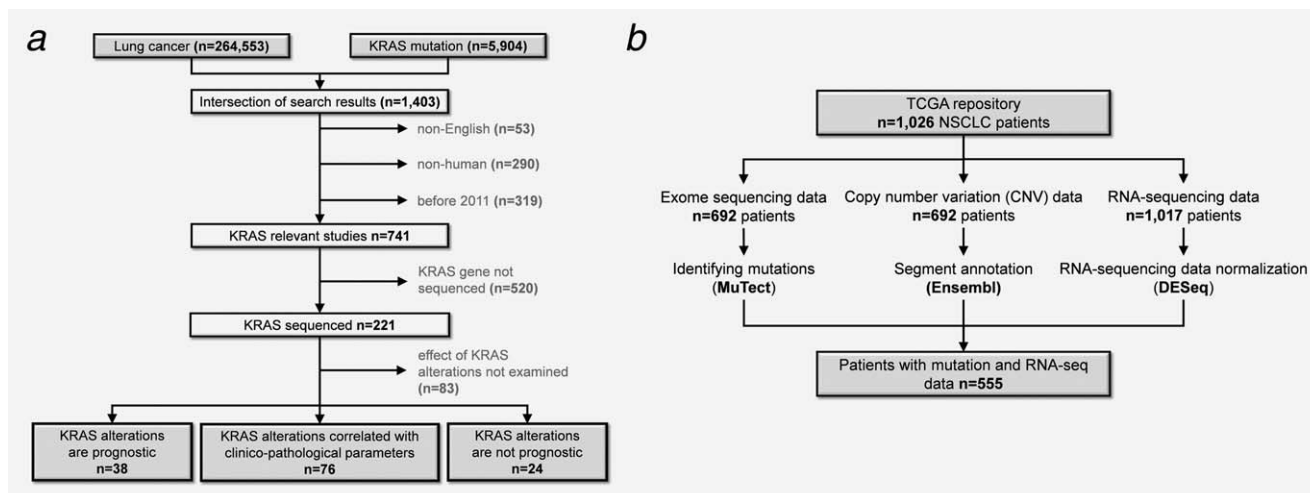 a
Lung cancer (n=264,553)
KRAS mutation (n=5,904)
Intersection of search results (n=1,403)
non-English (n=53)
non-human (n=290)
before 2011 (n=319)
KRAS relevant studies n=741
KRAS gene not
sequenced (n=520)
KRAS sequenced n=221
effect of KRAS
alterations not examined
(n=83)
KRAS alterations
are prognostic
n=38
KRAS alterations correlated with
clinico-pathological parameters
n=76
KRAS alterations
are not prognostic
n=24
b
TCGA repository
n=1,026 NSCLC patients
Exome sequencing data
n=692 patients
Copy number variation (CNV) data
n=692 patients
RNA-sequencing data
n=1,017 patients
Identifying mutations
(MuTect)
Segment annotation
(Ensembl)
RNA-sequencing data normalization
(DESeq)
Patients with mutation and RNA-seq
data n=555